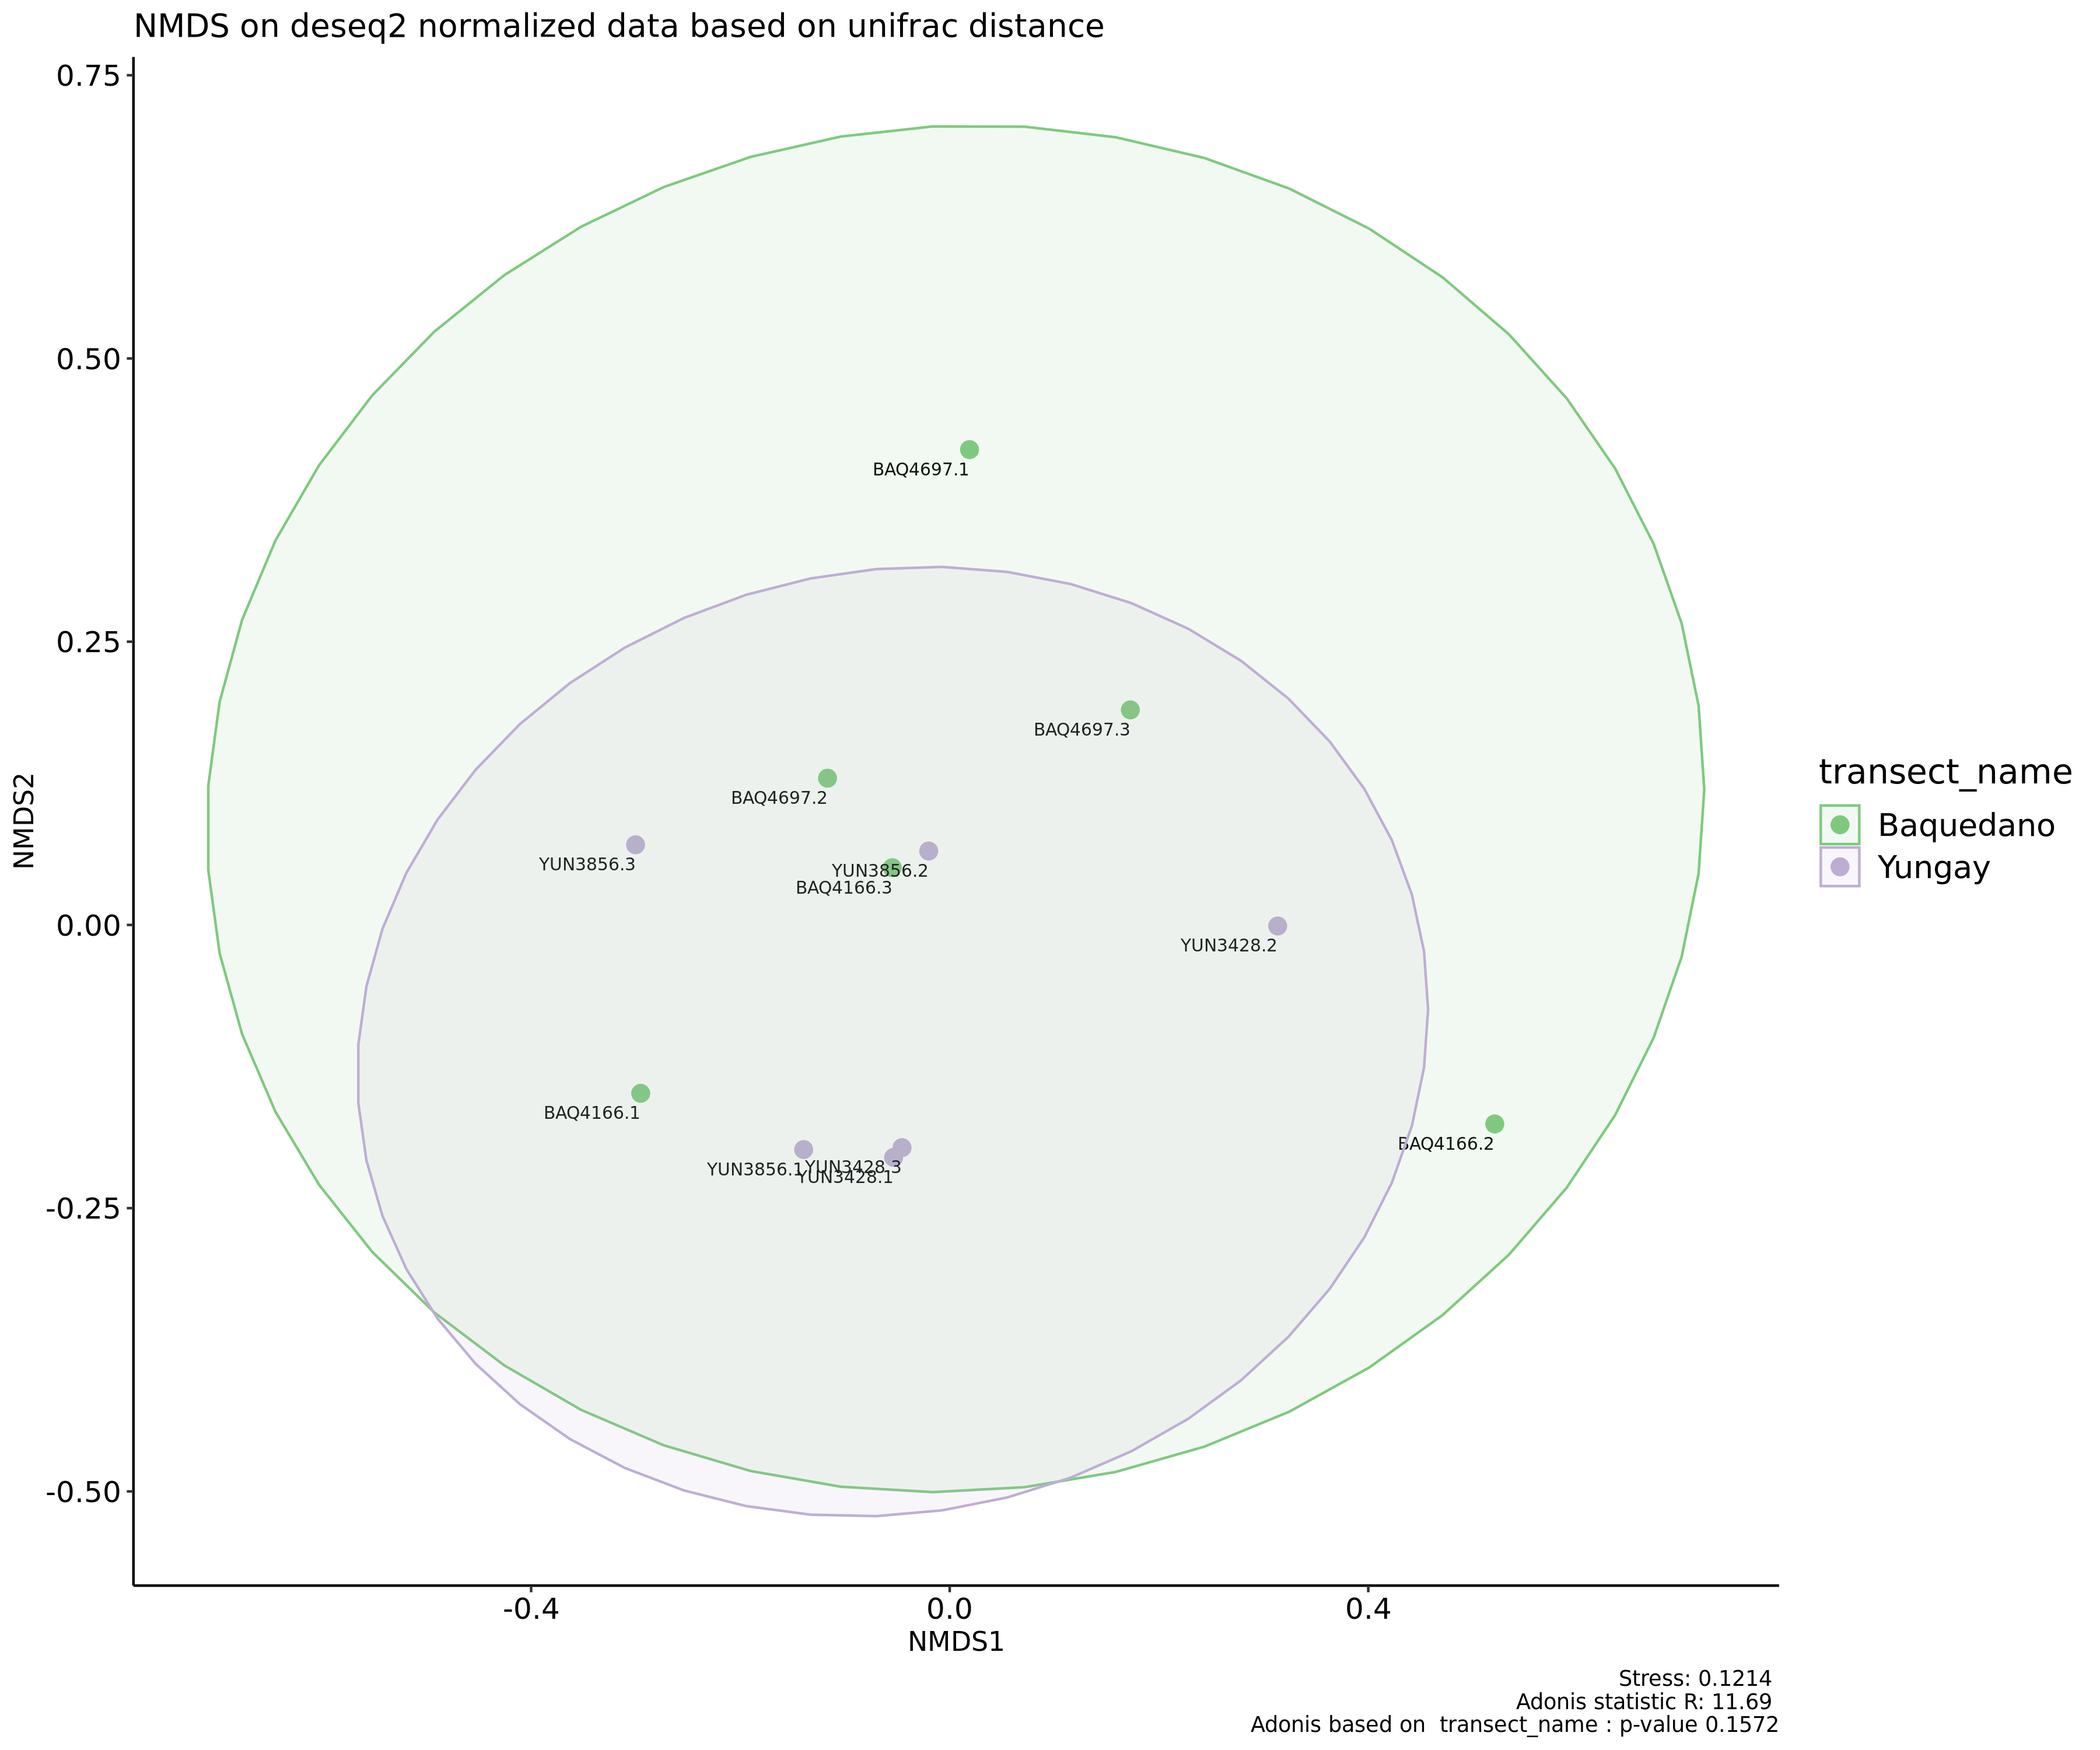 NMDS on deseq2 normalized data based on unifrac distance
0.75
0.50
0.25
0.00
-0.25
-0.50
NMDS2
BAQ4697.1
BAQ4697.3
BAQ4697.2
YUN3856.3
YUN3856.2
BAQ4166.3
YUN3428.2
BAQ4166.1
BAQ4166.2
YUN3856.1
YUN3428.3
YUN3428.1
transect_name
Baquedano
Yungay
-0.4
0.0
0.4
NMDS1
Stress: 0.1214
Adonis statistic R: 11.69
Adonis based on  transect_name : p-value 0.1572